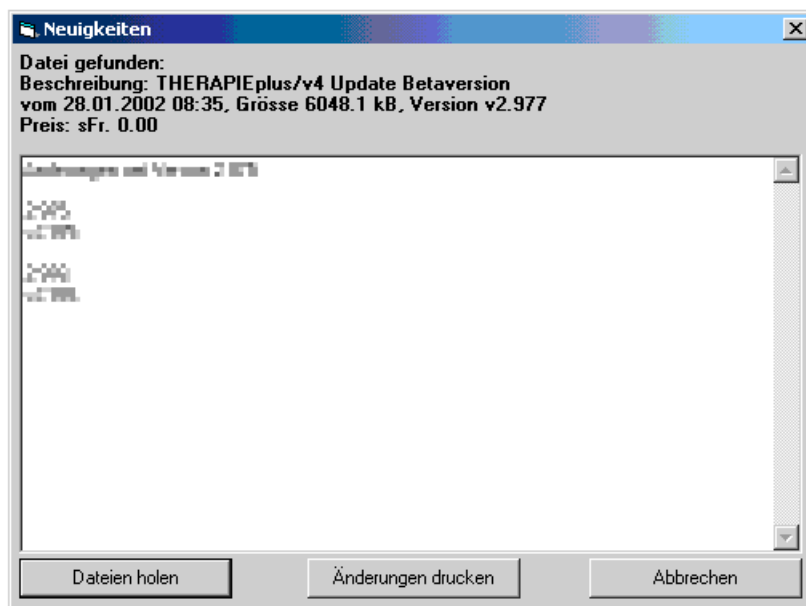 Neuigkeiten
Datei gefunden:
Beschreibung: THERAPIEplus/v4 Update Betaversion
vom 28.01.2002 08:35, Grösse 6048.1 kB, Version v2.977
Preis: sFr. 0.00
Dateien holen
Änderungen drucken
Abbrechen